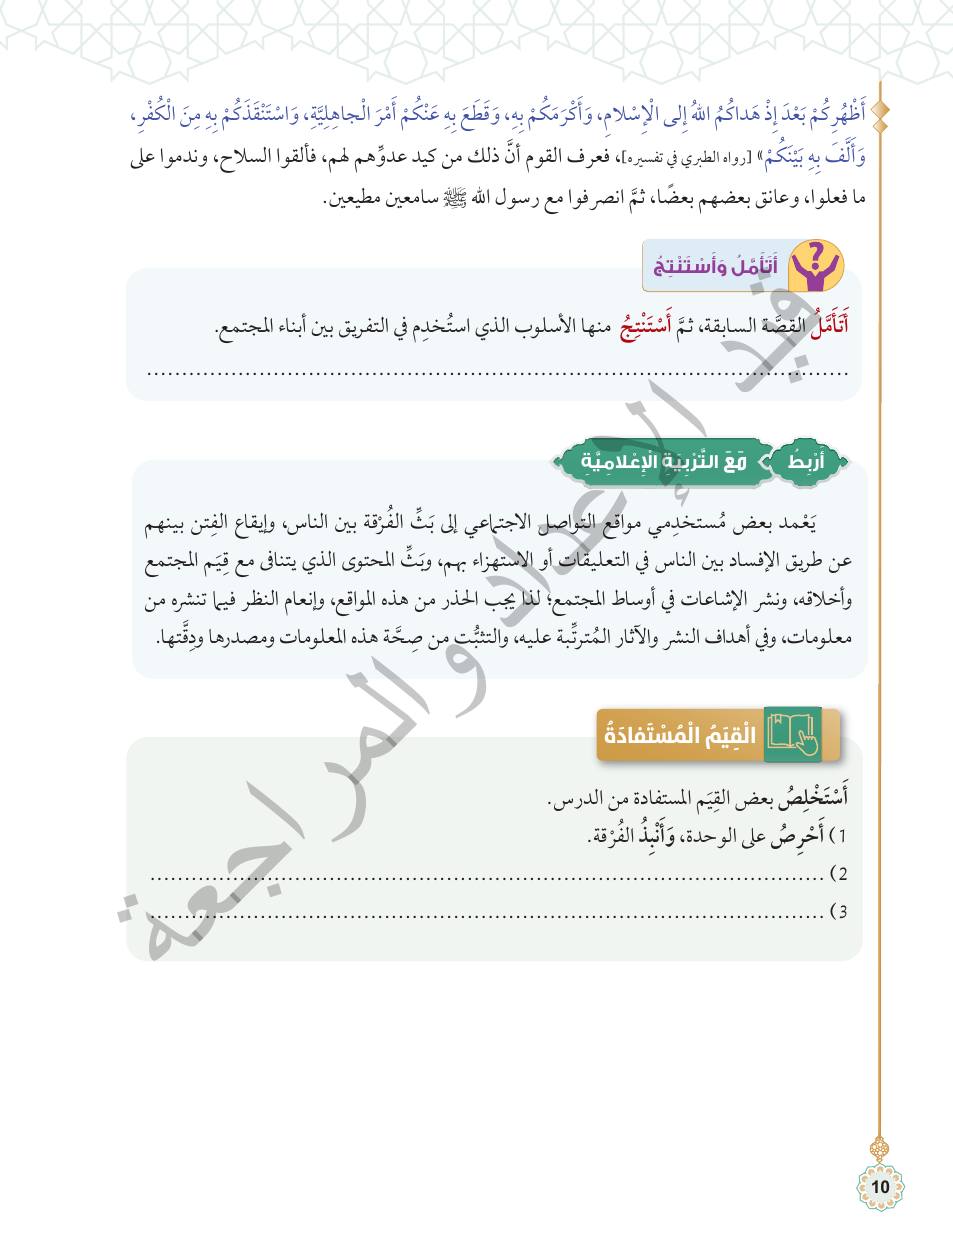 أَظْهُرِكُمْ بَعْدَ إِذْ هَداكُمُ اللهُ إِلى الْإِسْلامِ، وَأَكْرَمَكُمْ بِهِ، وَقَطَعَ بِهِ عَنْكُمْ أَمْرَ الْجاهِلِيَّةِ، وَاسْتَنْقَذَكُمْ بِهِ مِنَ الْكُفْرِ،
وَأَلَّفَ بِهِ بَيْنَكُمْ» [رواه الطبري في تفسيره]، فعرف القوم أنَّ ذلك من كيد عدوِّهم لهم، فألقوا السلاح، وندموا على
ما فعلوا، وعانق بعضهم بعضًا، ثمَّ انصرفوا مع رسول الله ﷺ سامعين مطيعين.
أَتَأَمَّلُ وَأَسْتَنْتِجُ
أَتَأَمَّلُ القصَّة السابقة، ثمَّ أَسْتَنْتِجُ منها الأسلوب الذي استُخدِم في التفريق بين أبناء المجتمع.
....................................................................................................
أَرْبِطُ مَعَ التَّرْبِيَةِ الْإِعْلامِيَّةِ
يَعْمد بعض مُستخدِمي مواقع التواصل الاجتماعي إلى بَثِّ الفُرْقة بين الناس، وإيقاع الفِتن بينهم
عن طريق الإفساد بين الناس في التعليقات أو الاستهزاء بهم، وبَثِّ المحتوى الذي يتنافى مع قِيَم المجتمع
وأخلاقه، ونشر الإشاعات في أوساط المجتمع؛ لذا يجب الحذر من هذه المواقع، وإنعام النظر فيما تنشره من
معلومات، وفي أهداف النشر والآثار المُترتِّبة عليه، والتثبُّت من صِحَّة هذه المعلومات ومصدرها ودِقَّتها.
الْقِيَمُ الْمُسْتَفادَةُ
أَسْتَخْلِصُ بعض القِيَم المستفادة من الدرس.
1) أَحْرِصُ على الوحدة، وَأَنْبِذُ الفُرْقة.
2) ................................................................................................
3) ................................................................................................
قيد الإعداد والمراجعة
10